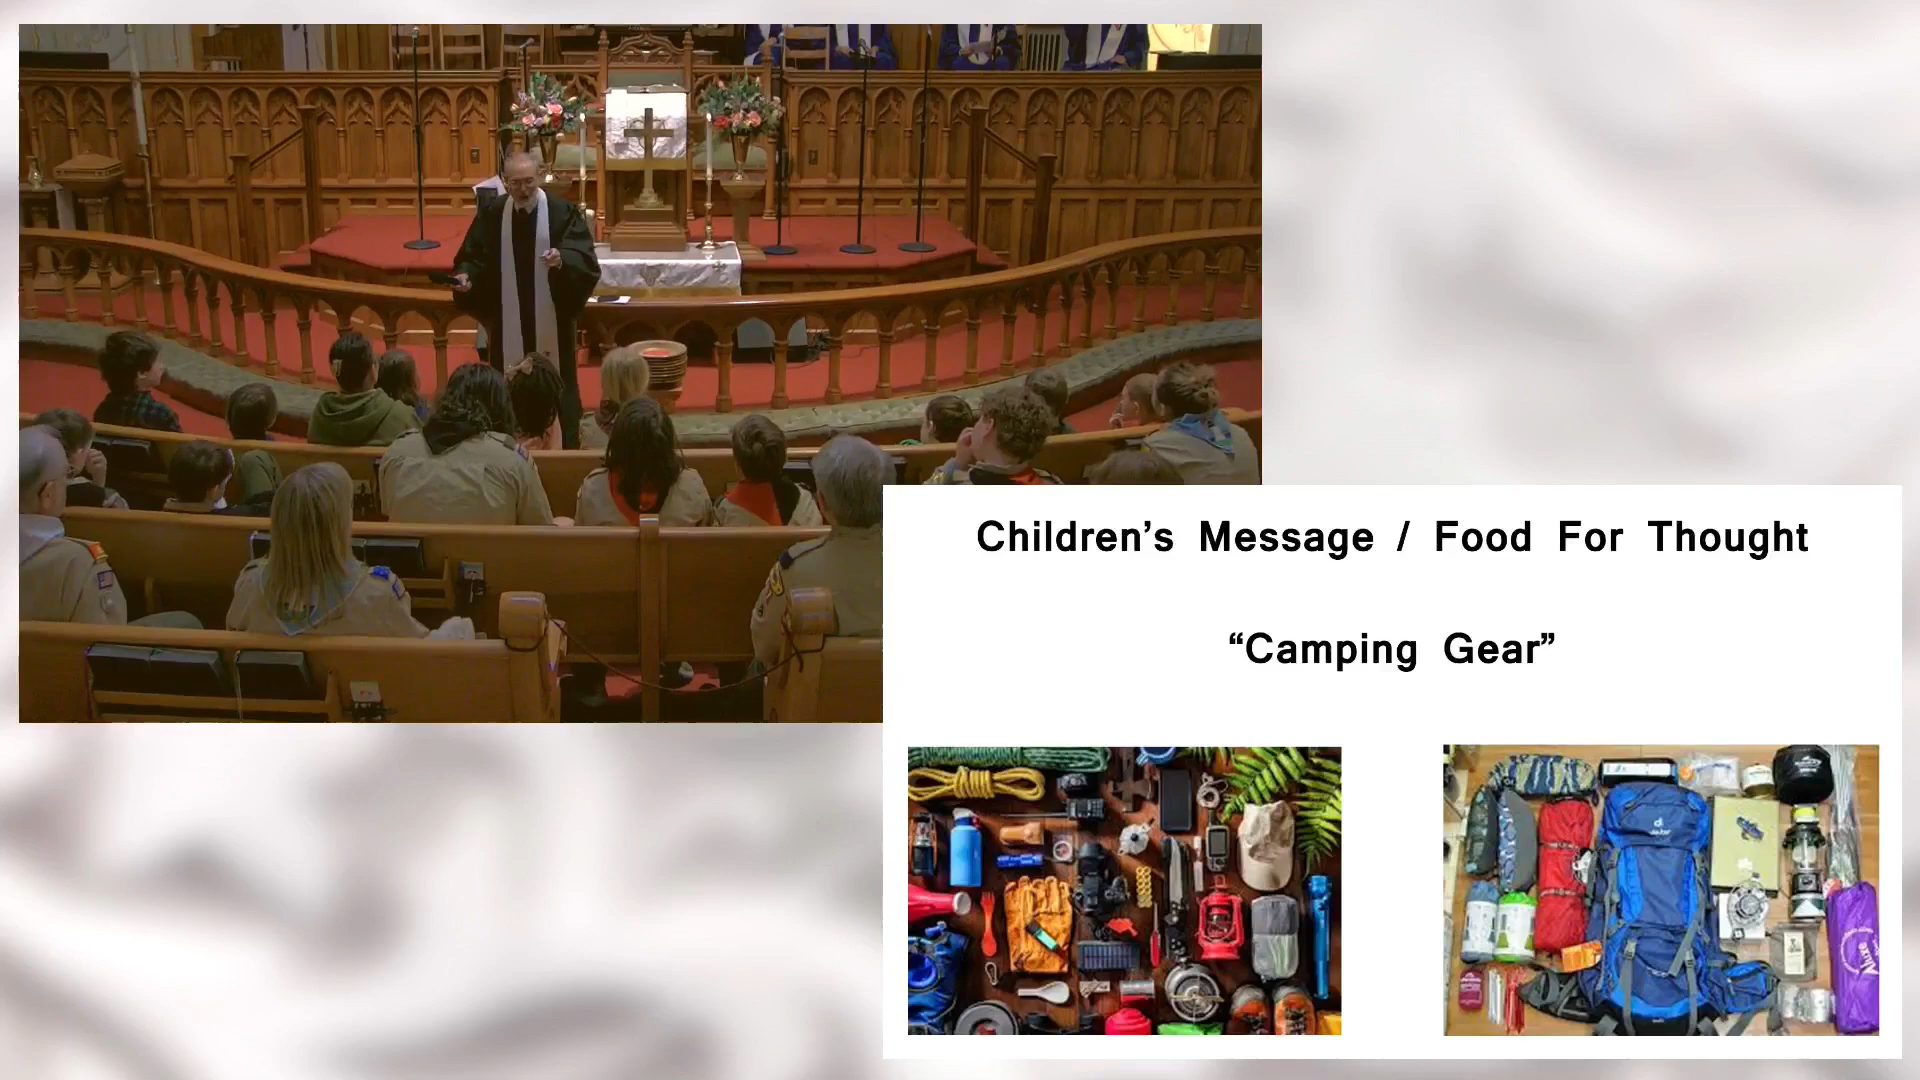 Children’s Message / Food For Thought
“Camping Gear”